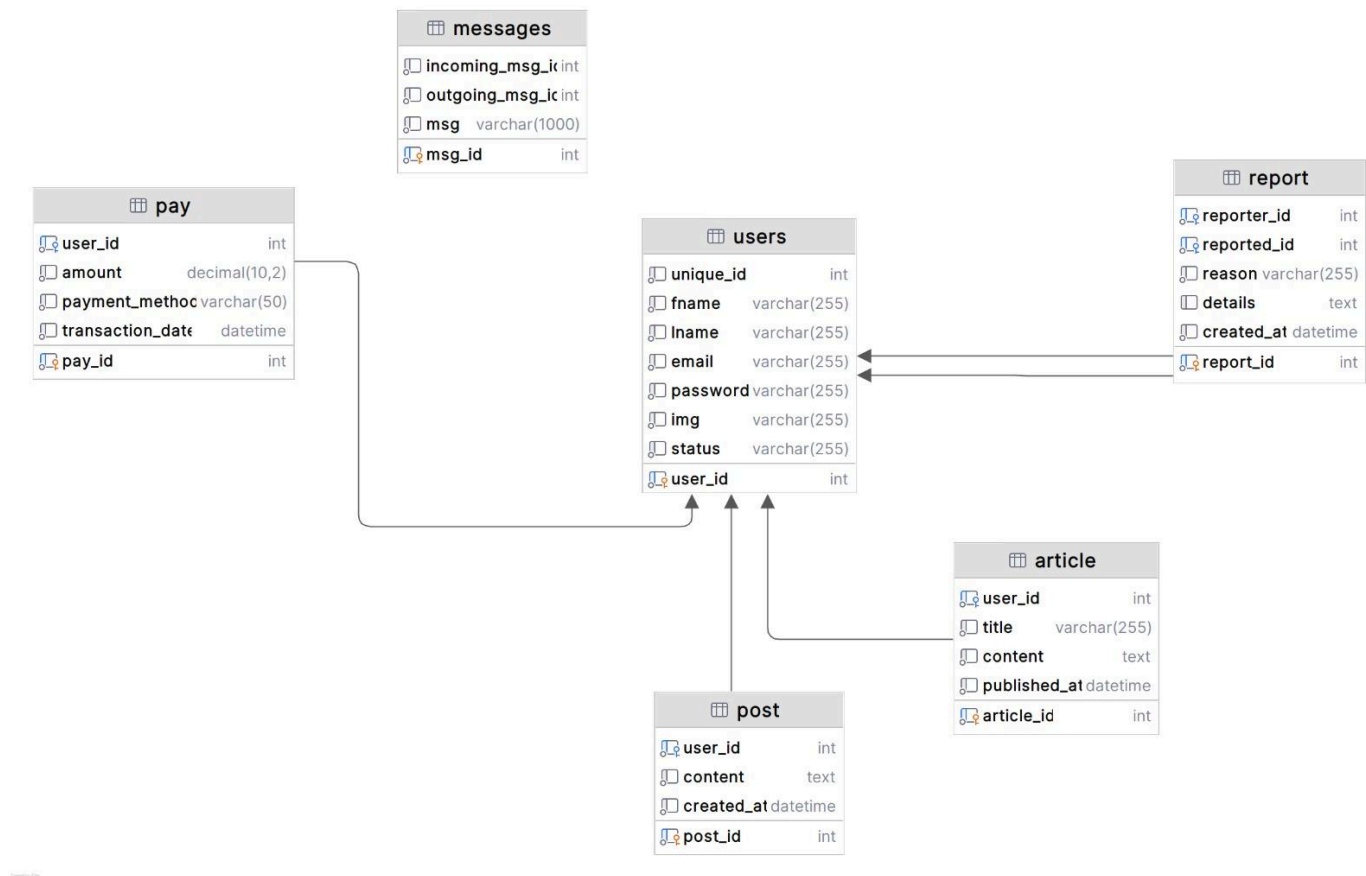 messages
incoming_msg_i int
outgoing_msg_ic int
msg varchar(1000)
msg_id int
pay
user_id int
amount decimal(10,2)
payment_methoc varchar(50)
transaction_date datetime
pay_id int
users
unique_id int
fname varchar(255)
lname varchar(255)
email varchar(255)
password varchar(255)
img varchar(255)
status varchar(255)
user_id int
report
reporter_id int
reported_id int
reason varchar(255)
details text
created_at datetime
report_id int
article
user_id int
title varchar(255)
content text
published_at datetime
article_id int
post
user_id int
content text
created_at datetime
post_id int